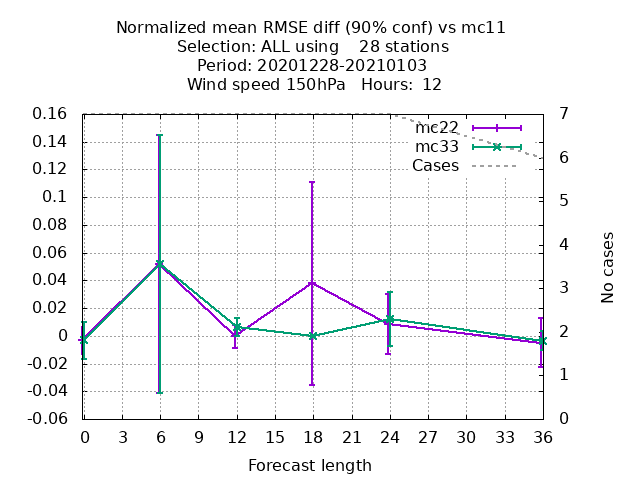 Normalized mean RMSE diff (90% conf) vs mc11
Selection: ALL using    28 stations
Period: 20201228-20210103
Wind speed 150hPa   Hours:  12
0.16
0.14
0.12
0.1
0.08
0.06
0.04
0.02
0
-0.02
-0.04
-0.06
mc22
mc33
Cases
7
6
5
4
3
2
1
0
No cases
0 3 6 9 12 15 18 21 24 27 30 33 36
Forecast length